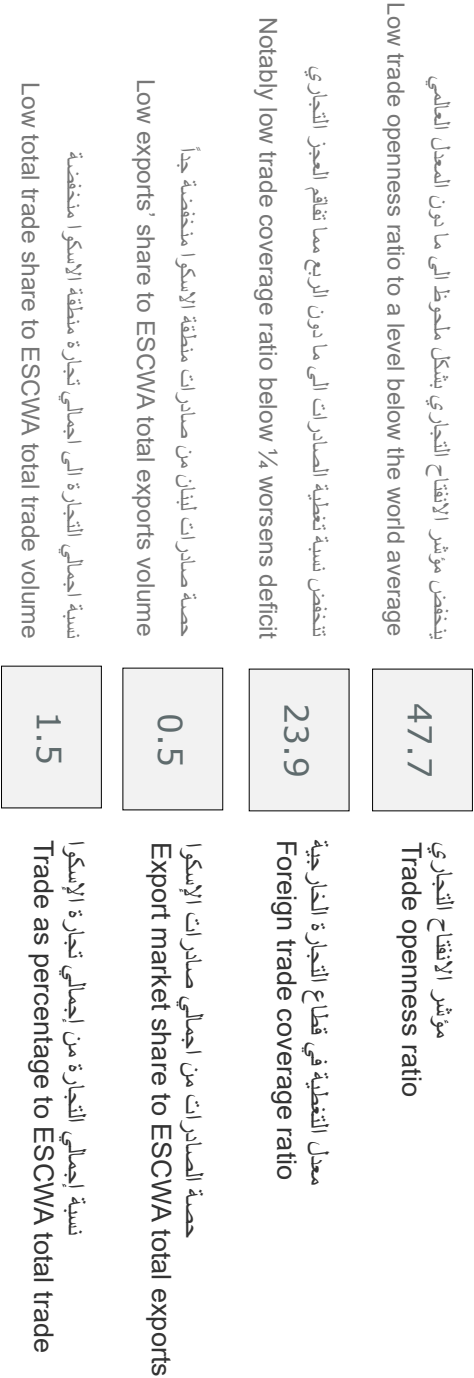 ينخفض مؤشر الانفتاح التجاري بشكل ملحوظ الى ما دون المعدل العالمي
Low trade openness ratio to a level below the world average
47.7
مؤشر الانفتاح التجاري
Trade openness ratio
تنخفض نسبة تغطية الصادرات الى ما دون الربع مما تفاقم العجز التجاري
Notably low trade coverage ratio below ¼ worsens deficit
23.9
معدل التغطية في قطاع التجارة الخارجية
Foreign trade coverage ratio
حصة صادرات لبنان من صادرات منطقة الاسكوا منخفضة جداً
Low exports’ share to ESCWA total exports volume
0.5
حصة الصادرات من اجمالي صادرات الإسكوا
Export market share to ESCWA total exports
نسبة اجمالي التجارة الى اجمالي تجارة منطقة الاسكوا منخفضة
Low total trade share to ESCWA total trade volume
1.5
نسبة إجمالي التجارة من إجمالي تجارة الإسكوا
Trade as percentage to ESCWA total trade